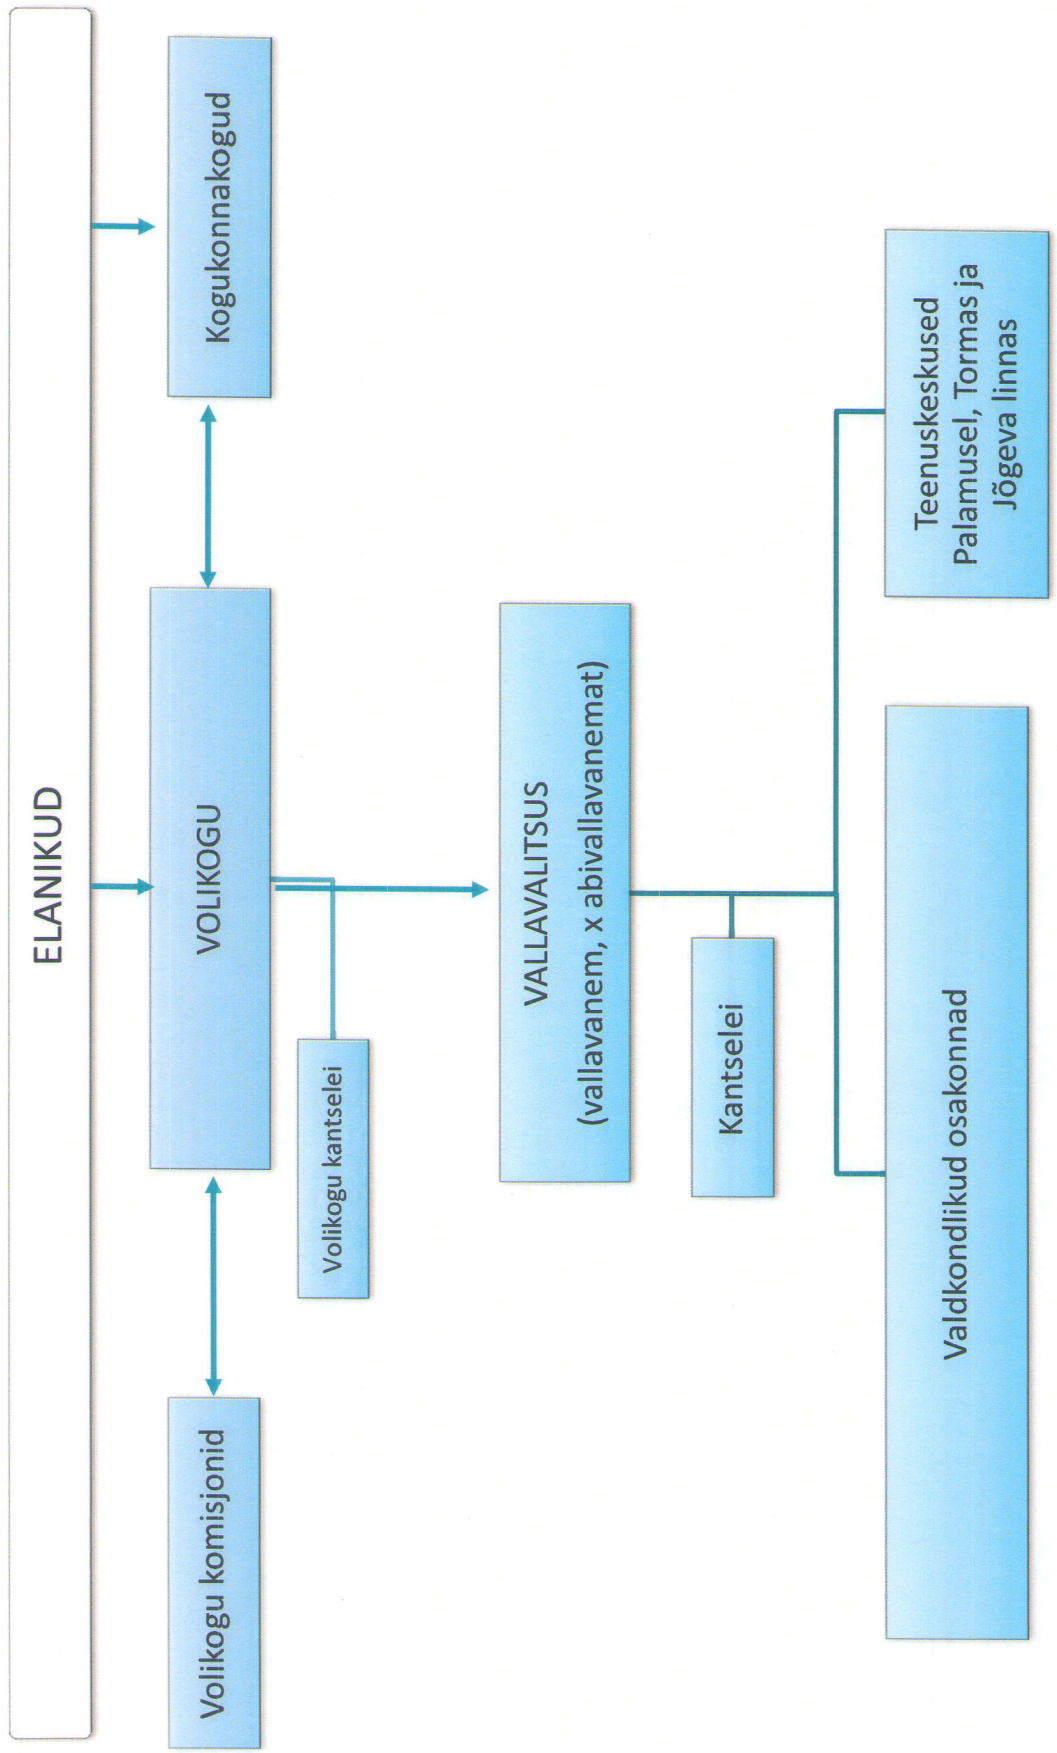 ELANIKUD
Volikogu komisjonid
VOLIKOGU
Kogukonnakogud
Volikogu kantselei
VALLAVALITSUS
(vallavanem, x abivallavanemat)
Kantselei
Valdkondlikud osakonnad
Teenuskeskused
Palamusel, Tormas ja
Jõgeva linnas